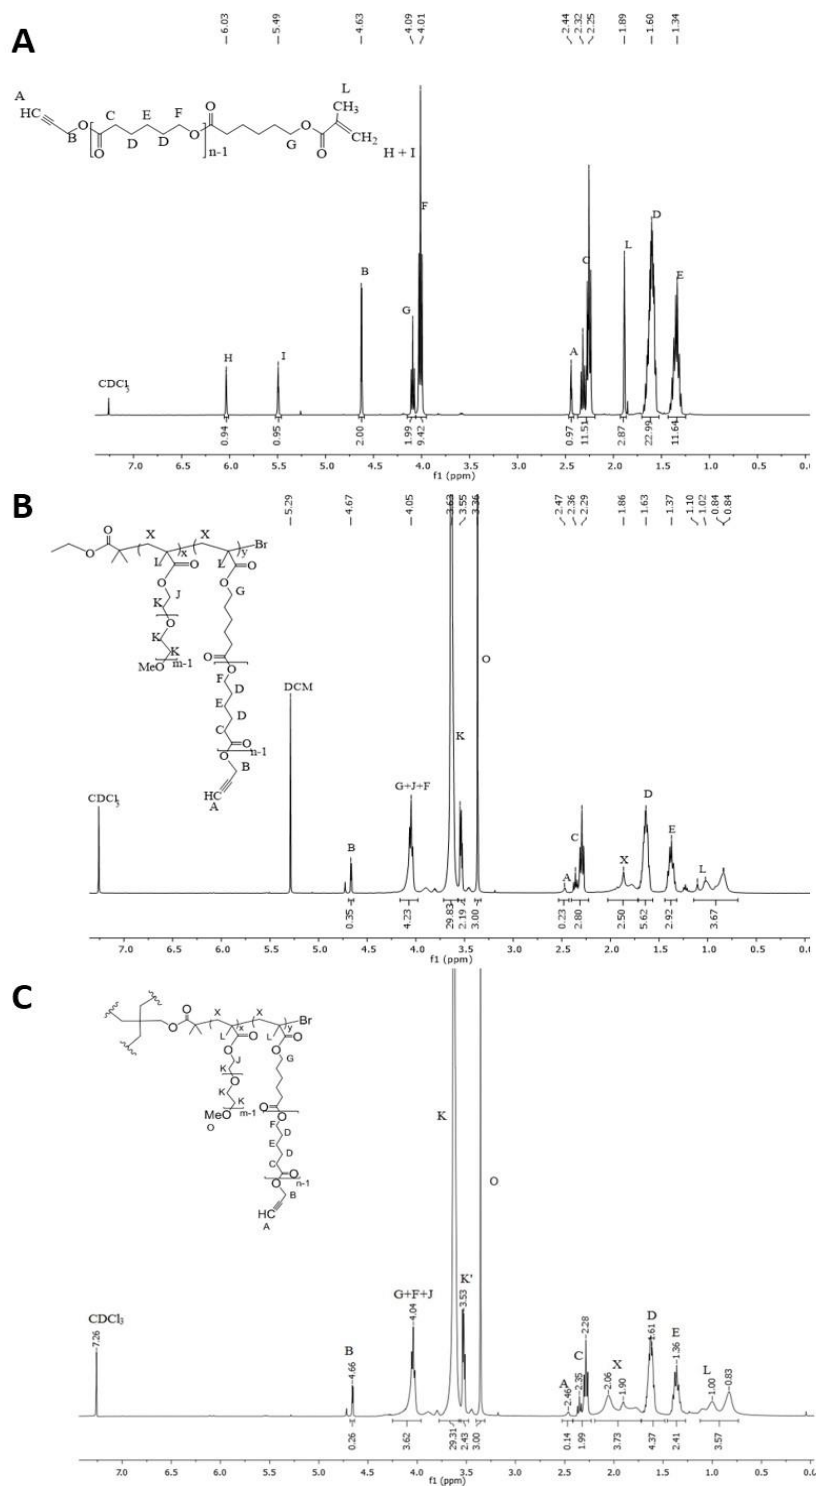 A
6.03 5.49 4.63 4.09 4.01 2.44 2.32 2.25 1.89 1.60 1.34
A
HC
B
O
C
D
E
D
F
O
n-1
O
O
O
G
O
L
CH3
CH2
H + I
CDCl3
H
I
B
G
F
A
C
L
D
E
0.94 0.95 2.00 1.99 9.42 0.97 11.51 2.87 22.99 11.64
7.0 6.5 6.0 5.5 5.0 4.5 4.0 3.5 3.0 2.5 2.0 1.5 1.0 0.5 0.0
f1 (ppm)
B
5.29 4.67 4.05 3.63 3.55 3.36 2.47 2.36 2.29 1.86 1.63 1.37 1.10 1.02 0.84 0.84
O
O
X
X
Br
L
x
L
y
O
O
O
O
J
G
K
O
K
K
MeO
m-1
O
O
F
D
E
D
C
O
O
n-1
B
HC
A
CDCl3
DCM
B
G+J+F
K
O
A
C
X
D
E
L
0.35 4.23 29.83 2.19 3.00 0.23 2.80 2.50 5.62 2.92 3.67
7.0 6.5 6.0 5.5 5.0 4.5 4.0 3.5 3.0 2.5 2.0 1.5 1.0 0.5 0.0
f1 (ppm)
C
O
O
X
X
Br
L
x
L
y
O
O
O
O
J
G
K
O
K
K
MeO
m-1
O
O
O
F
D
E
D
C
O
O
n-1
B
HC
A
CDCl3
7.26
B
4.66
G+F+J
4.04
K
K'
3.53
O
A
2.46
C
2.35
2.28
X
2.06
1.90
D
1.61
E
1.36
L
1.00
0.83
0.26 3.62 29.31 2.43 3.00 0.14 1.99 3.73 4.37 2.41 3.57
7.0 6.5 6.0 5.5 5.0 4.5 4.0 3.5 3.0 2.5 2.0 1.5 1.0 0.5 0.0
f1 (ppm)